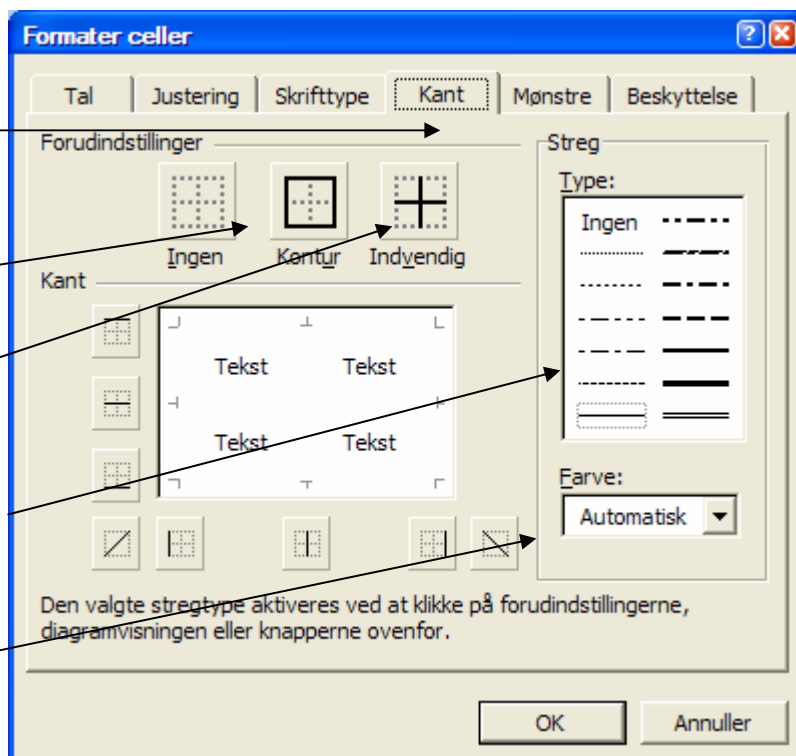 Formater celler
Tal Justering Skrifttype Kant Mønstre Beskyttelse
Forudindstillinger
Ingen Kontur Indvendig
Kant
Tekst Tekst
Tekst Tekst
Streg
Type:
Ingen
Farve:
Automatisk
Den valgte stregtype aktiveres ved at klikke på forudindstillingerne,
diagramvisningen eller knapperne ovenfor.
OK Annuller